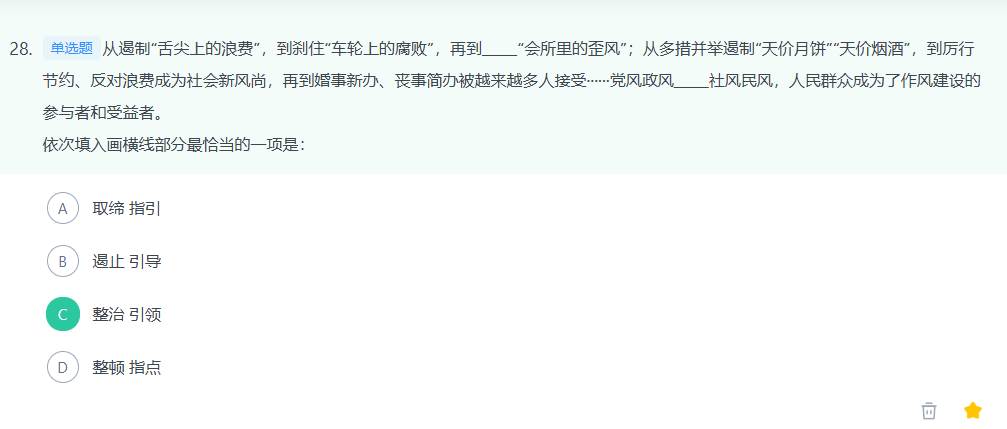 28. 单选题 从遏制“舌尖上的浪费”，到刹住“车轮上的腐败”，再到____“会所里的歪风”；从多措并举遏制“天价月饼”“天价烟酒”，到厉行
节约、反对浪费成为社会新风尚，再到婚事新办、丧事简办被越来越多人接受······党风政风____社风民风，人民群众成为了作风建设的
参与者和受益者。
依次填入画横线部分最恰当的一项是：
A 取缔 指引
B 遏止 引导
C 整治 引领
D 整顿 指点